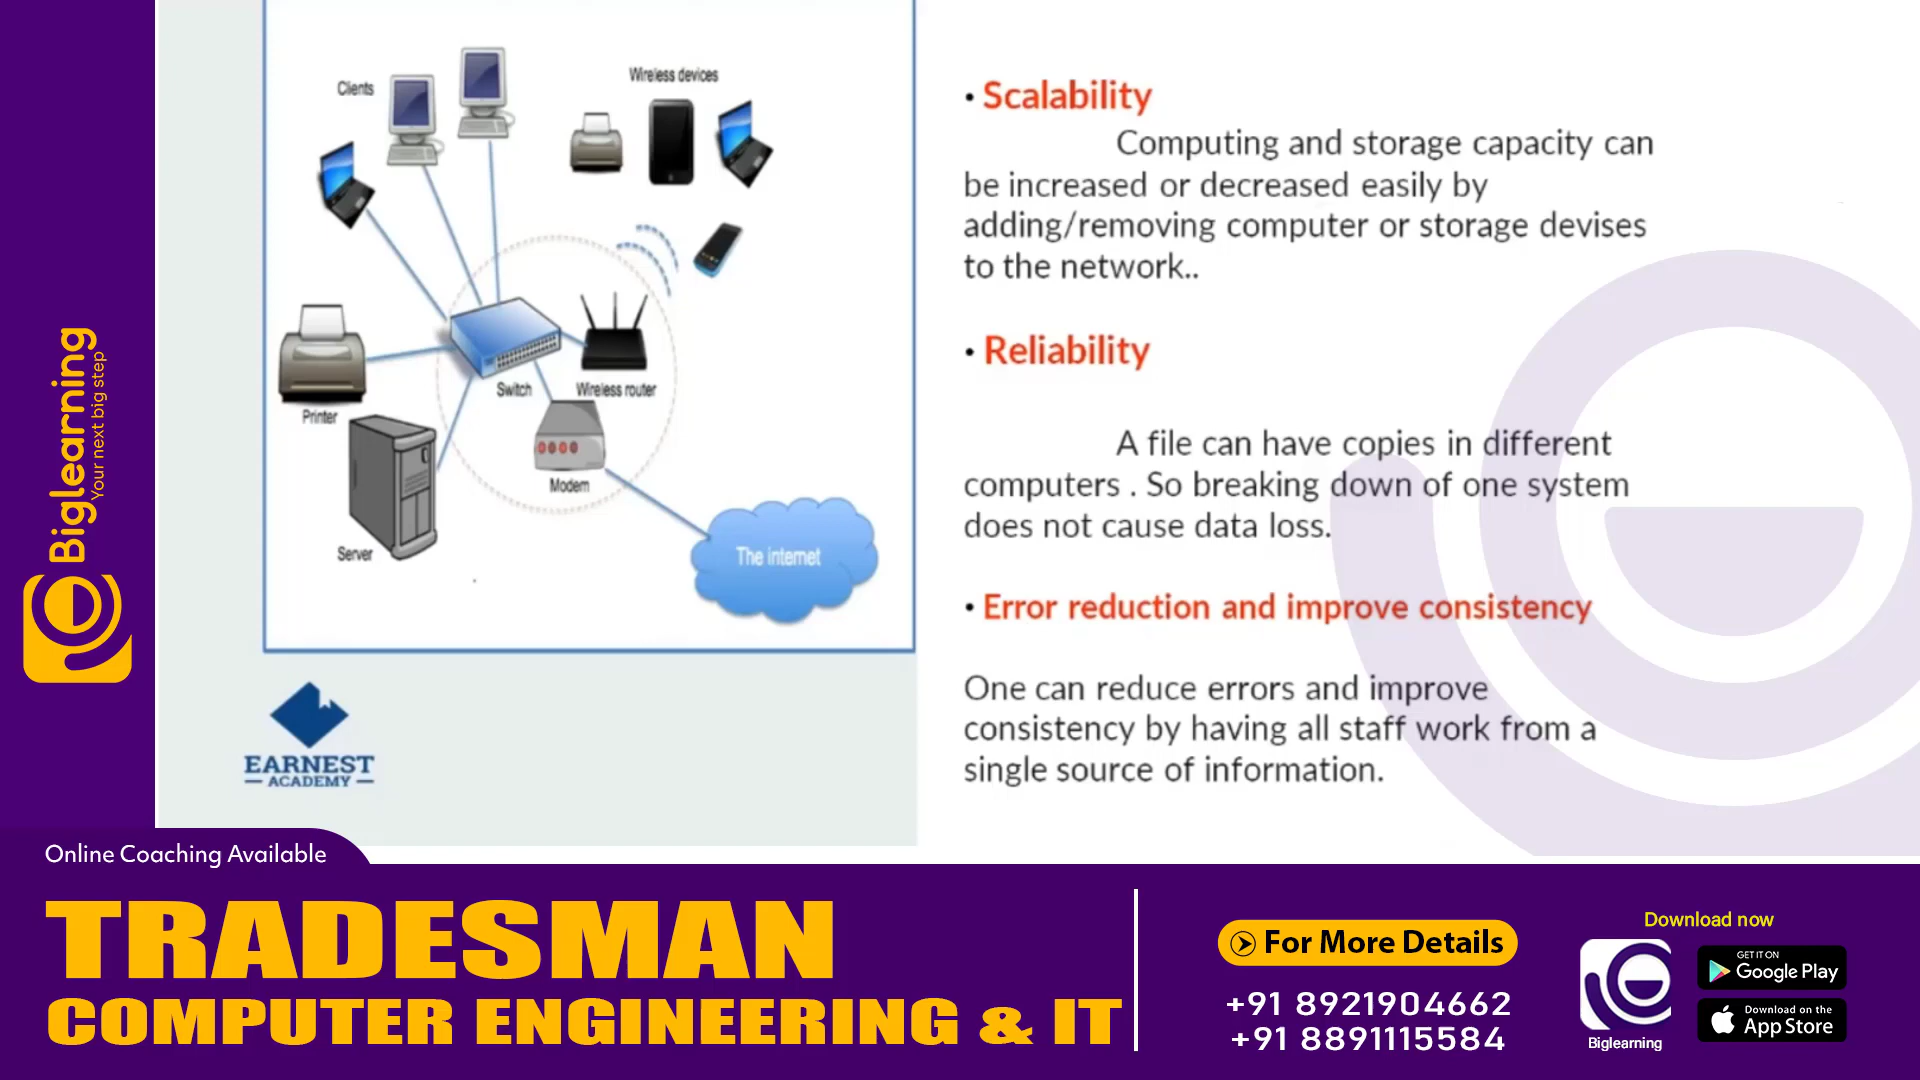 Clients
Wireless devices
Switch
Wireless router
Printer
Modem
Server
The internet
EARNEST
ACADEMY
• Scalability
Computing and storage capacity can
be increased or decreased easily by
adding/removing computer or storage devises
to the network..
• Reliability
A file can have copies in different
computers . So breaking down of one system
does not cause data loss.
• Error reduction and improve consistency
One can reduce errors and improve
consistency by having all staff work from a
single source of information.
Biglearning
Your next big step
Online Coaching Available
TRADESMAN
COMPUTER ENGINEERING & IT
For More Details
+91 8921904662
+91 8891115584
Download now
Biglearning
GET IT ON
Google Play
Download on the
App Store